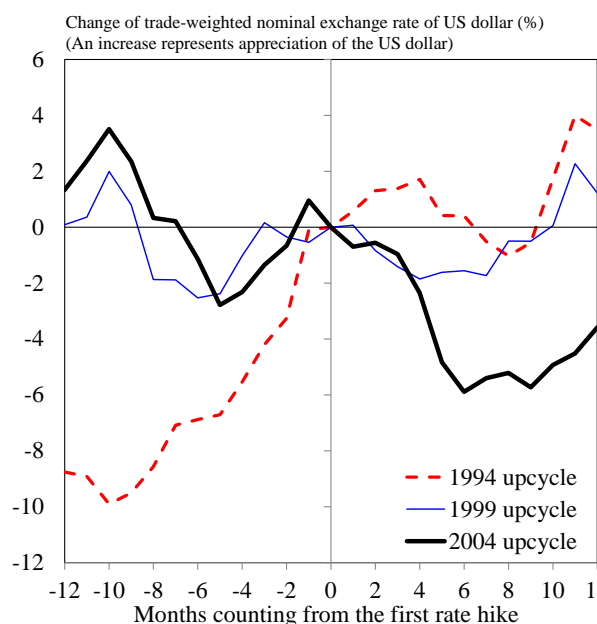 Change of trade-weighted nominal exchange rate of US dollar (%)
(An increase represents appreciation of the US dollar)
6
4
2
0
-2
-4
-6
-8
-10
-12
1994 upcycle
1999 upcycle
2004 upcycle
-12 -10 -8 -6 -4 -2 0 2 4 6 8 10 1
Months counting from the first rate hike